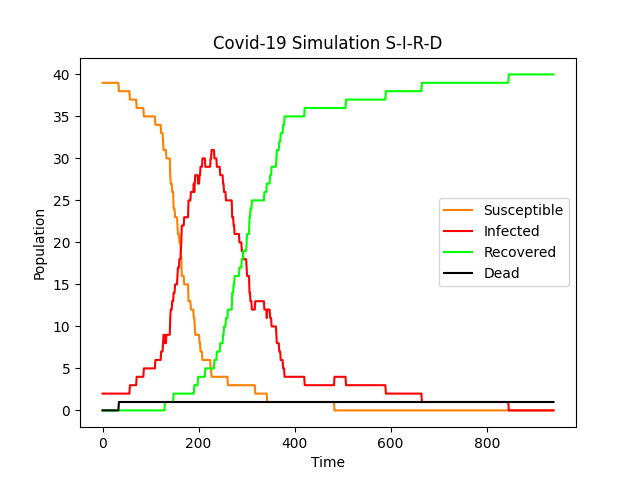 Covid-19 Simulation S-I-R-D
40
35
30
25
20
15
10
5
0
Population
Susceptible
Infected
Recovered
Dead
0 200 400 600 800
Time